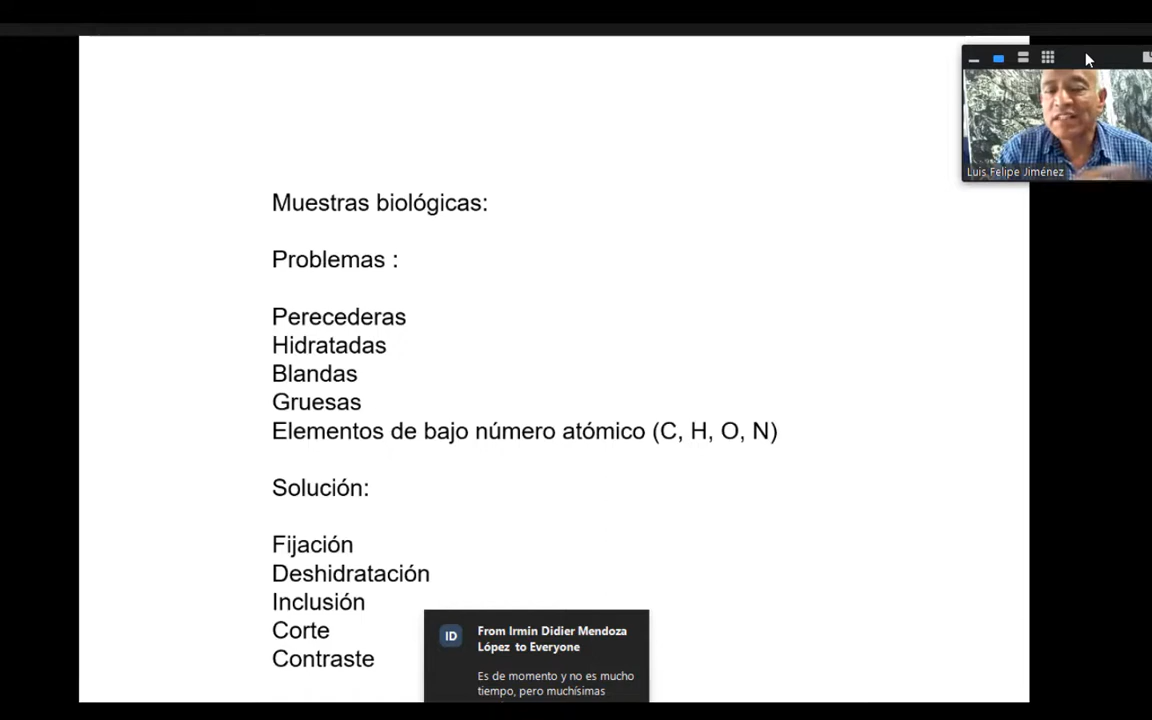 Luis Felipe Jiménez
Muestras biológicas:
Problemas :
Perecederas
Hidratadas
Blandas
Gruesas
Elementos de bajo número atómico (C, H, O, N)
Solución:
Fijación
Deshidratación
Inclusión
Corte
Contraste
ID
From Irmin Didier Mendoza
López to Everyone
Es de momento y no es mucho
tiempo, pero muchísimas